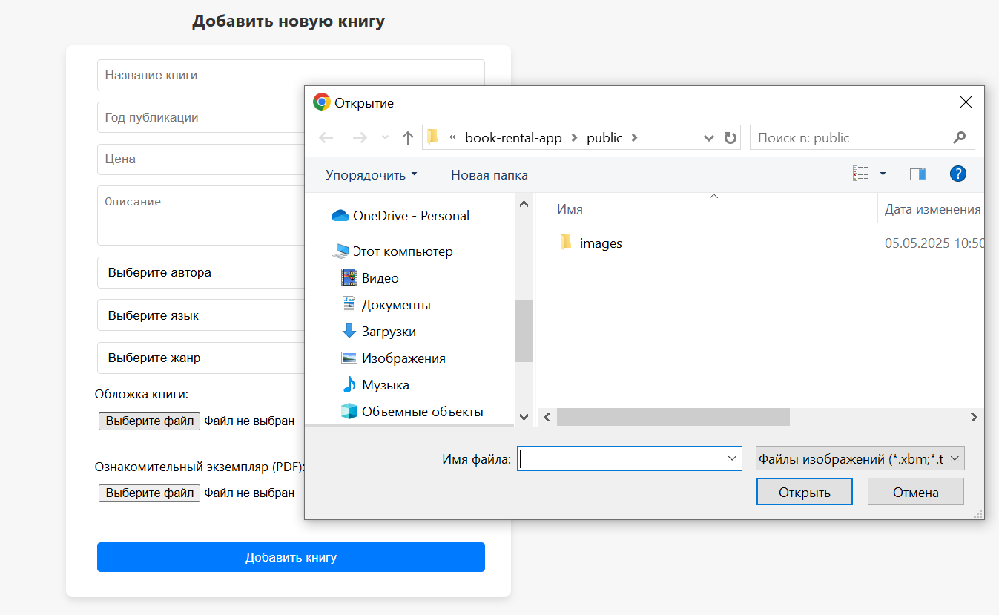 Добавить новую книгу
Название книги
Год публикации
Цена
Описание
Выберите автора
Выберите язык
Выберите жанр
Обложка книги:
Выберите файл Файл не выбран
Ознакомительный экземпляр (PDF):
Выберите файл Файл не выбран
Добавить книгу
Открытие
« book-rental-app > public >
Поиск в: public
Упорядочить
Новая папка
?
OneDrive - Personal
Этот компьютер
Видео
Документы
Загрузки
Изображения
Музыка
Объемные объекты
Имя Дата изменения
images 05.05.2025 10:50
Имя файла:
Файлы изображений (*.xbm;*.t
Открыть Отмена